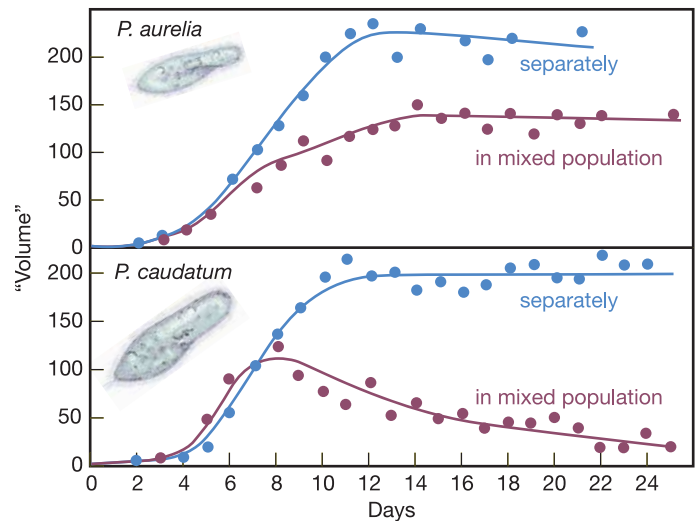 P. aurelia
200
150
100
50
0
separately
in mixed population
"Volume"
P. caudatum
200
150
100
50
0
separately
in mixed population
0 2 4 6 8 10 12 14 16 18 20 22 24
Days